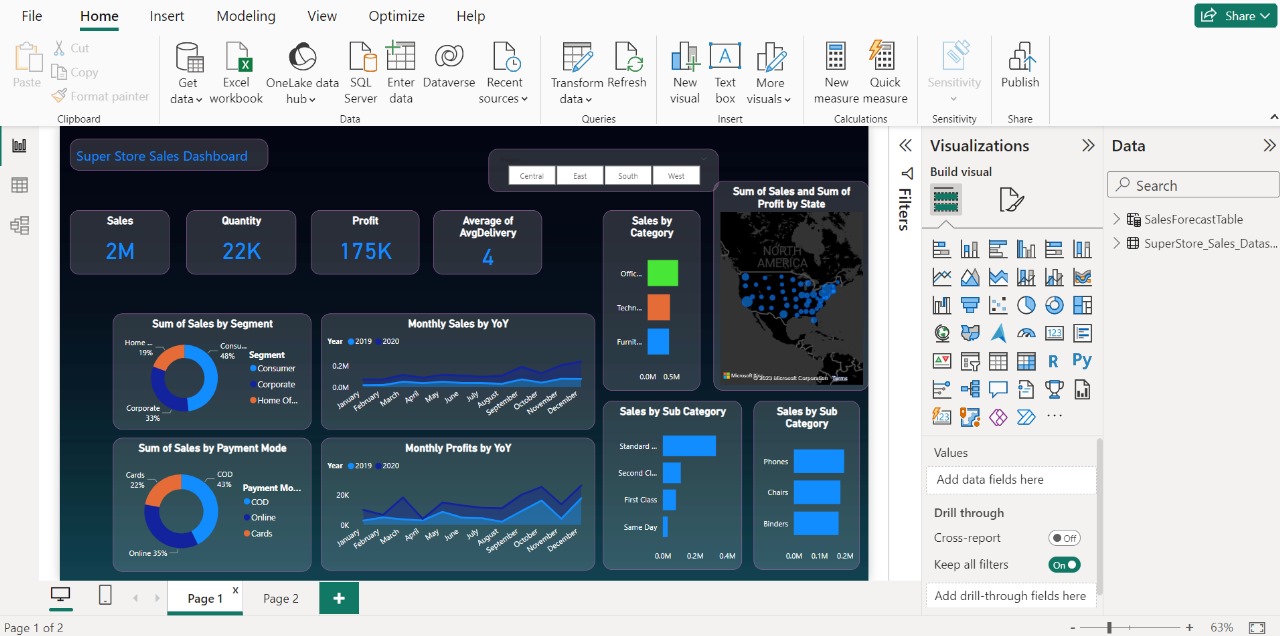 File Home Insert Modeling View Optimize Help
Share
Paste
Cut
Copy
Format painter
Get data
Excel workbook
OneLake data hub
SQL Server
Enter data
Dataverse
Recent sources
Transform data
Refresh
New visual
Text box
More visuals
New measure
Quick measure
Sensitivity
Publish
Clipboard
Data
Queries
Insert
Calculations
Sensitivity
Share
Super Store Sales Dashboard
Central East South West
Sales
2M
Quantity
22K
Profit
175K
Average of AvgDelivery
4
Sales by Category
Offic...
Techn...
Furnit...
0.0M 0.5M
Sum of Sales and Sum of Profit by State
NORTH AMERICA
© 2023 Microsoft Corporation Terms
Sum of Sales by Segment
Home ... 19%
Consu... 48%
Corporate 33%
Segment
Consumer
Corporate
Home Of...
Monthly Sales by YoY
Year 2019 2020
0.2M
0.0M
January February March April May June July August September October November December
Sum of Sales by Payment Mode
Cards 22%
COD 43%
Online 35%
Payment Mo...
COD
Online
Cards
Monthly Profits by YoY
Year 2019 2020
20K
0K
January February March April May June July August September October November December
Sales by Sub Category
Standard ...
Second Cl...
First Class
Same Day
0.0M 0.2M 0.4M
Sales by Sub Category
Phones
Chairs
Binders
0.0M 0.1M 0.2M
Filters
Visualizations
Build visual
R
Py
123
Values
Add data fields here
Drill through
Cross-report Off
Keep all filters On
Add drill-through fields here
Data
Search
SalesForecastTable
SuperStore_Sales_Datas...
Page 1 x
Page 2
+
Page 1 of 2
- + 63%